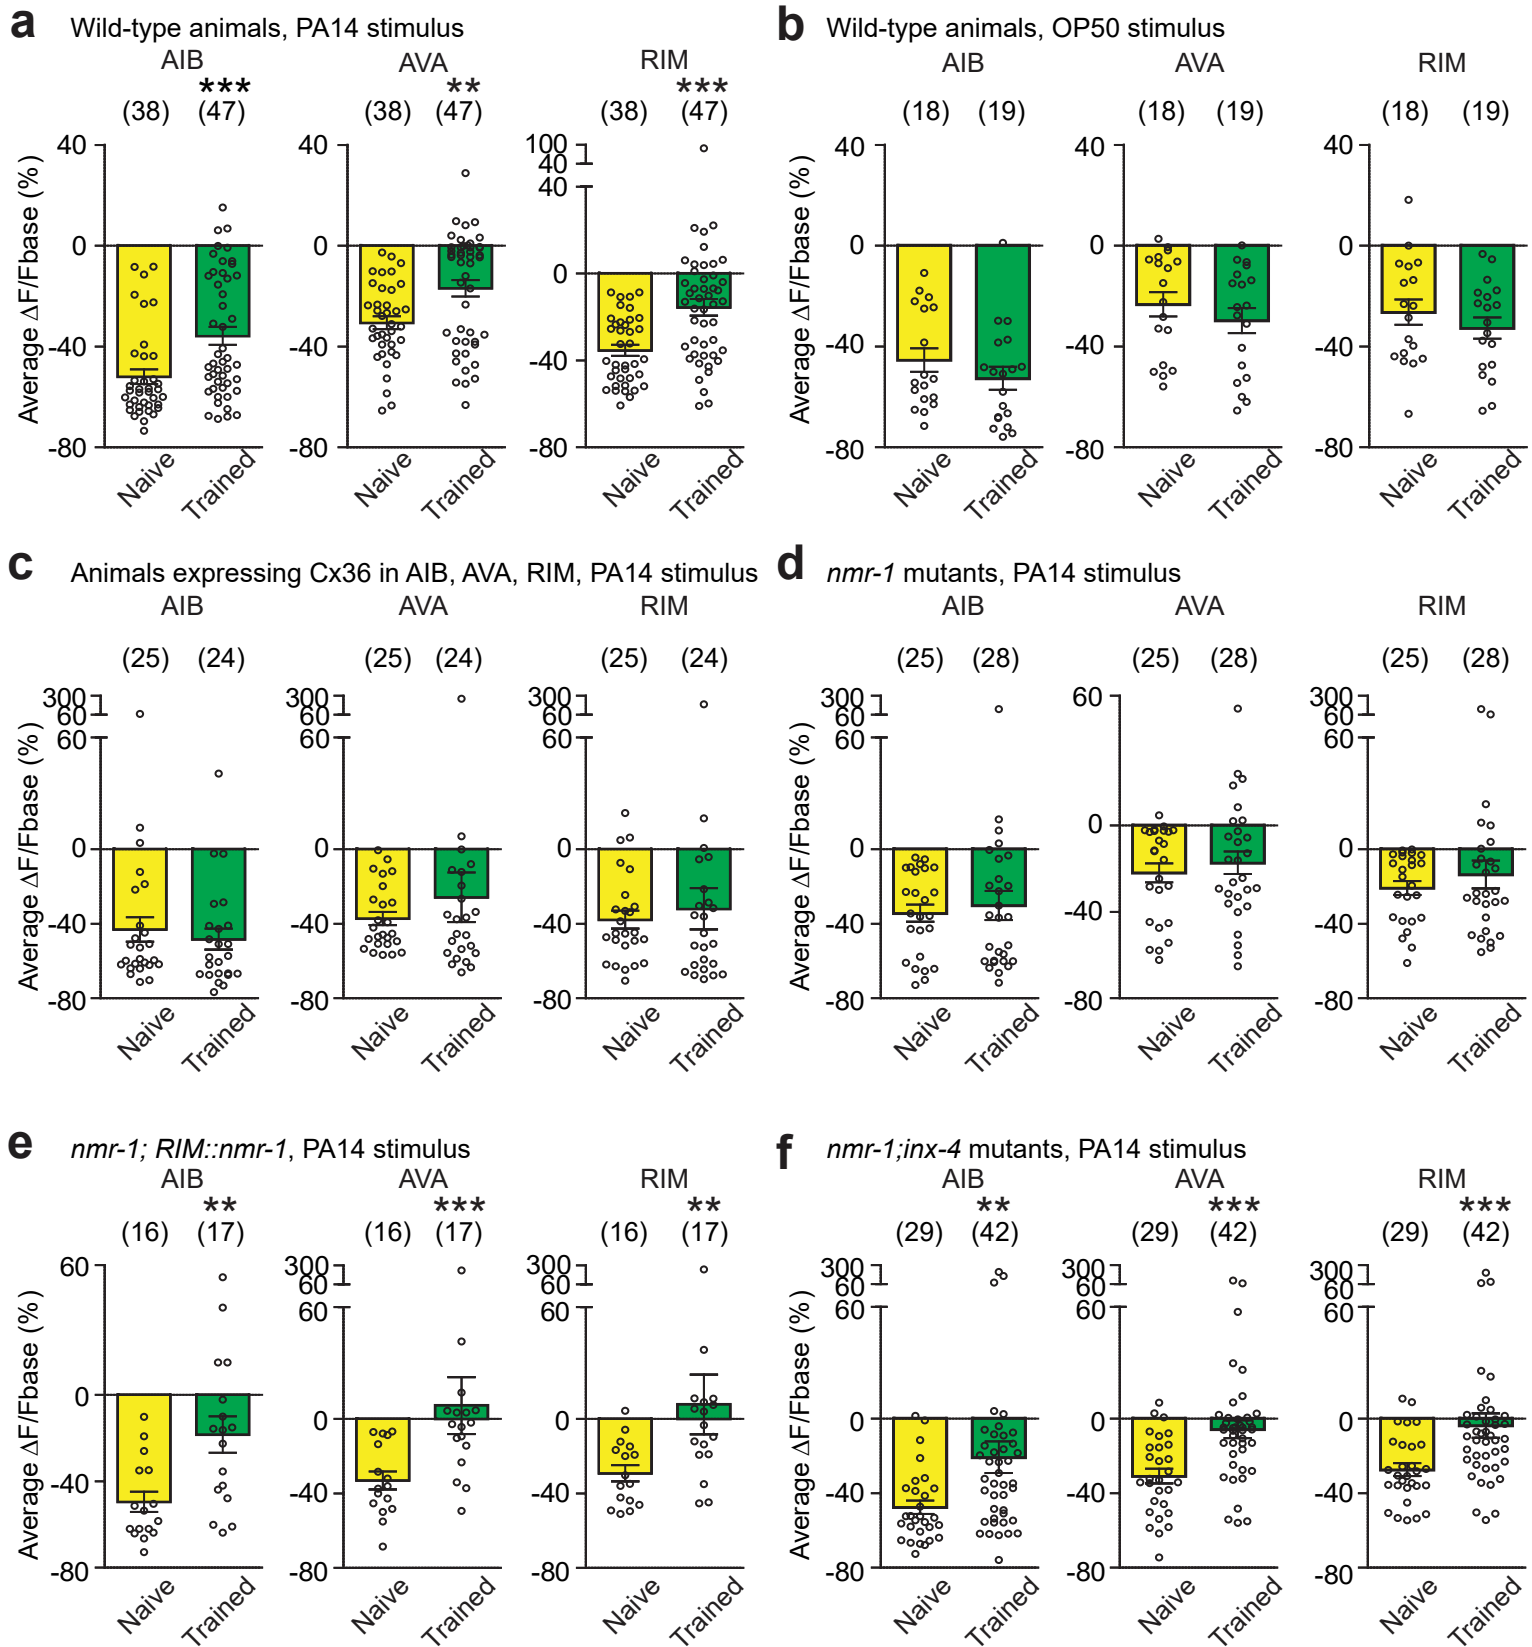 a Wild-type animals, PA14 stimulus
AIB AVA RIM
*** ** ***
(38) (47) (38) (47) (38) (47)
Average ΔF/Fbase (%)
40 0 -40 -80
40 0 -40 -80
100 40 40 0 -40 -80
Naive Trained Naive Trained Naive Trained
b Wild-type animals, OP50 stimulus
AIB AVA RIM
(18) (19) (18) (19) (18) (19)
Average ΔF/Fbase (%)
40 0 -40 -80
40 0 -40 -80
40 0 -40 -80
Naive Trained Naive Trained Naive Trained
c Animals expressing Cx36 in AIB, AVA, RIM, PA14 stimulus
AIB AVA RIM
(25) (24) (25) (24) (25) (24)
Average ΔF/Fbase (%)
300 60 60 0 -40 -80
300 60 60 0 -40 -80
300 60 60 0 -40 -80
Naive Trained Naive Trained Naive Trained
d nmr-1 mutants, PA14 stimulus
AIB AVA RIM
(25) (28) (25) (28) (25) (28)
Average ΔF/Fbase (%)
300 60 60 0 -40 -80
60 0 -40 -80
300 60 60 0 -40 -80
Naive Trained Naive Trained Naive Trained
e nmr-1; RIM::nmr-1, PA14 stimulus
AIB AVA RIM
** *** **
(16) (17) (16) (17) (16) (17)
Average ΔF/Fbase (%)
60 0 -40 -80
300 60 60 0 -40 -80
300 60 60 0 -40 -80
Naive Trained Naive Trained Naive Trained
f nmr-1;inx-4 mutants, PA14 stimulus
AIB AVA RIM
** *** ***
(29) (42) (29) (42) (29) (42)
Average ΔF/Fbase (%)
300 60 60 0 -40 -80
300 60 60 0 -40 -80
300 60 60 0 -40 -80
Naive Trained Naive Trained Naive Trained